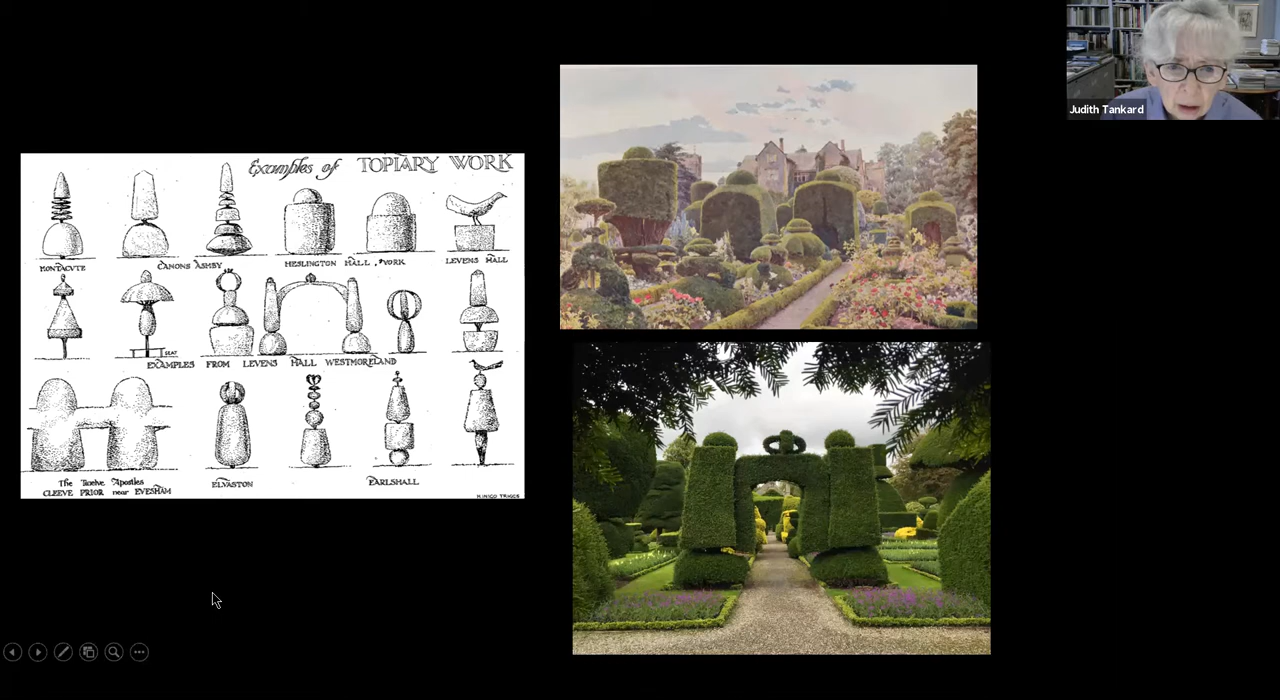 Judith Tankard
Examples of TOPIARY WORK
MONTACVTE
CANONS ASHBY
HESLINGTON HALL, YORK
LEVENS HALL
SEAT
EXAMPLES FROM LEVENS HALL WESTMORELAND
The Twelve Apostles
CLEEVE PRIOR near EVESHAM
ELVASTON
EARLSHALL
H. INIGO TRIGGS